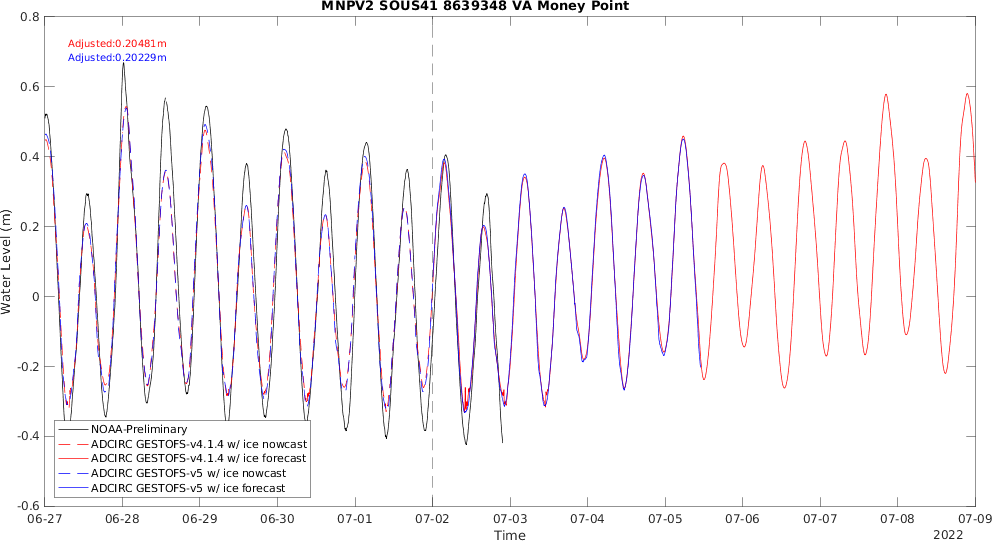 MNPV2 SOUS41 8639348 VA Money Point
Adjusted:0.20481m
Adjusted:0.20229m
Water Level (m)
0.8
0.6
0.4
0.2
0
-0.2
-0.4
-0.6
NOAA-Preliminary
ADCIRC GESTOFS-v4.1.4 w/ ice nowcast
ADCIRC GESTOFS-v4.1.4 w/ ice forecast
ADCIRC GESTOFS-v5 w/ ice nowcast
ADCIRC GESTOFS-v5 w/ ice forecast
06-27 06-28 06-29 06-30 07-01 07-02 07-03 07-04 07-05 07-06 07-07 07-08 07-09
Time
2022